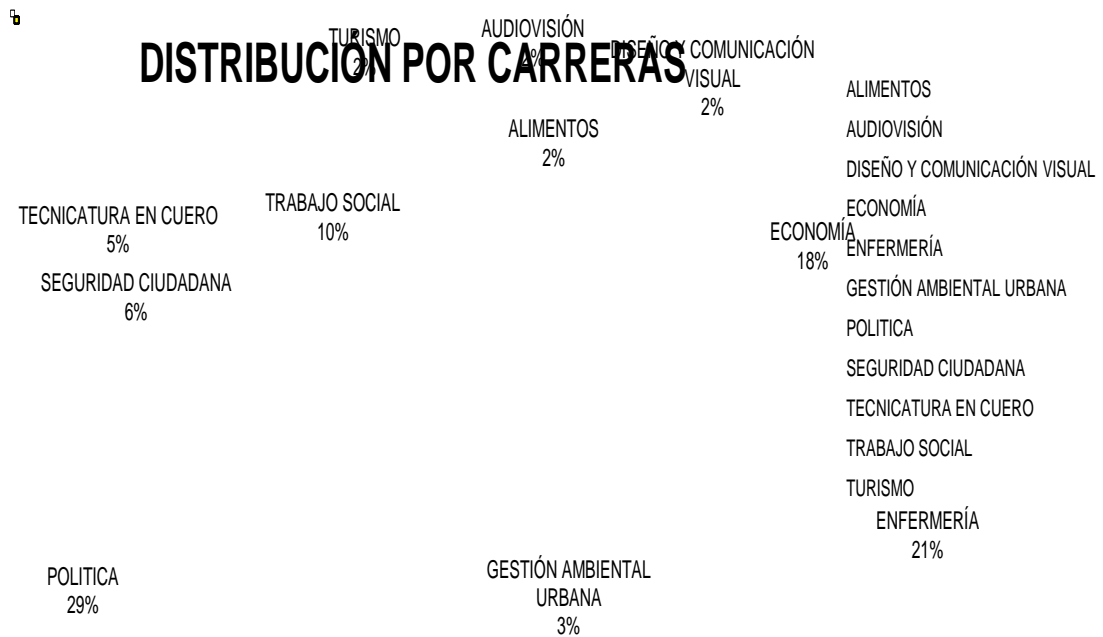 DISTRIBUCIÓN POR CARRERAS
TURISMO
2%
AUDIOVISIÓN
2%
DISEÑO Y COMUNICACIÓN
VISUAL
2%
ALIMENTOS
2%
TECNICATURA EN CUERO
5%
TRABAJO SOCIAL
10%
SEGURIDAD CIUDADANA
6%
ECONOMÍA
18%
POLITICA
29%
GESTIÓN AMBIENTAL
URBANA
3%
ENFERMERÍA
21%
ALIMENTOS
AUDIOVISIÓN
DISEÑO Y COMUNICACIÓN VISUAL
ECONOMÍA
ENFERMERÍA
GESTIÓN AMBIENTAL URBANA
POLITICA
SEGURIDAD CIUDADANA
TECNICATURA EN CUERO
TRABAJO SOCIAL
TURISMO